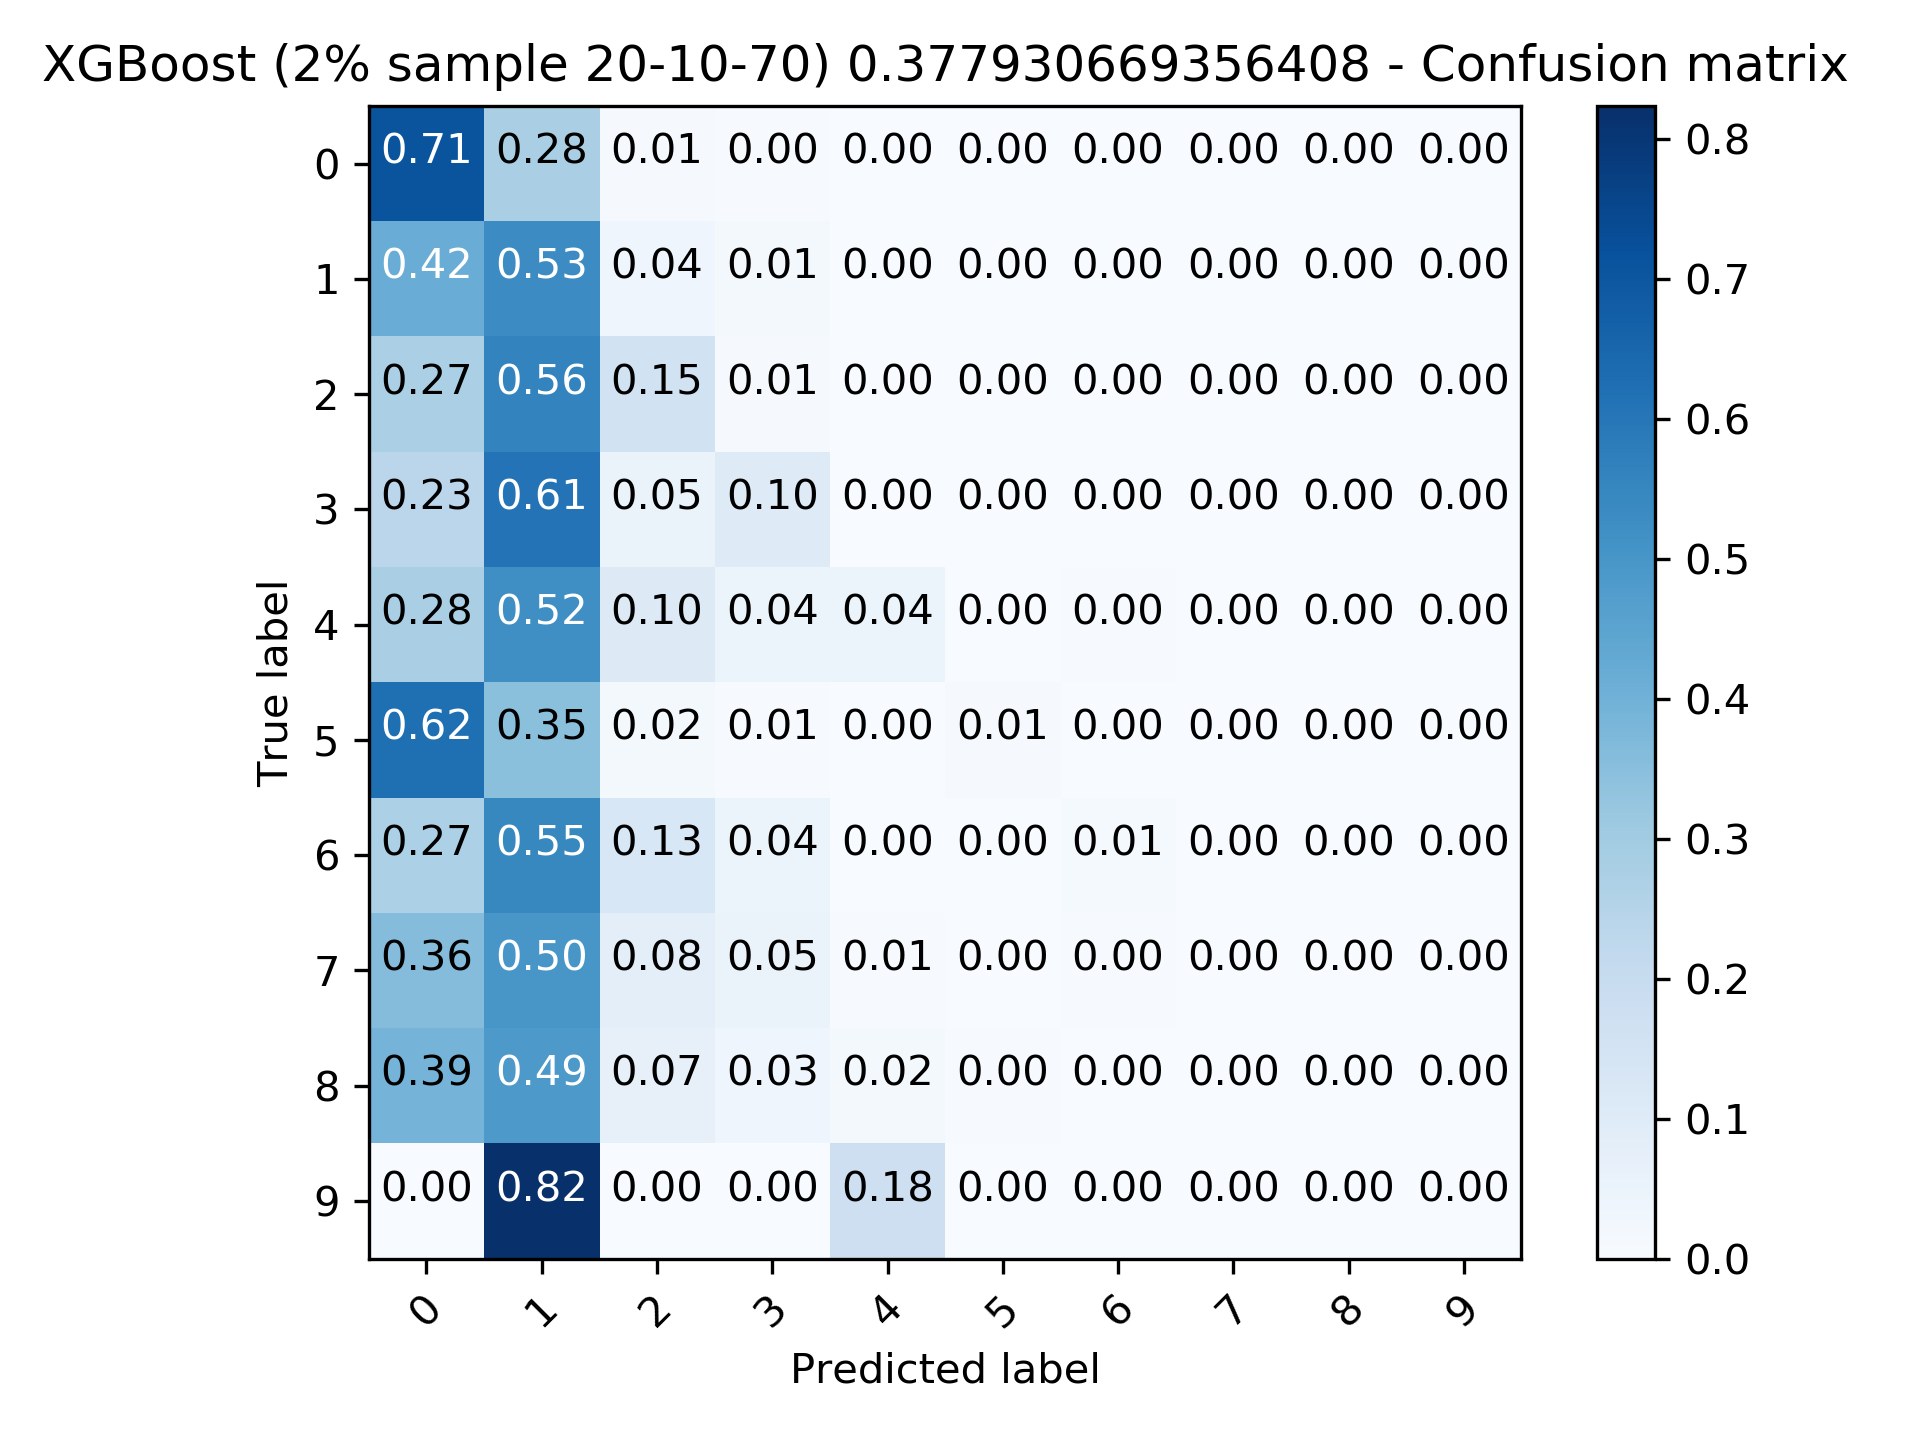 XGBoost (2% sample 20-10-70) 0.377930669356408 - Confusion matrix
0 0.71 0.28 0.01 0.00 0.00 0.00 0.00 0.00 0.00 0.00
1 0.42 0.53 0.04 0.01 0.00 0.00 0.00 0.00 0.00 0.00
2 0.27 0.56 0.15 0.01 0.00 0.00 0.00 0.00 0.00 0.00
3 0.23 0.61 0.05 0.10 0.00 0.00 0.00 0.00 0.00 0.00
4 0.28 0.52 0.10 0.04 0.04 0.00 0.00 0.00 0.00 0.00
5 0.62 0.35 0.02 0.01 0.00 0.01 0.00 0.00 0.00 0.00
6 0.27 0.55 0.13 0.04 0.00 0.00 0.01 0.00 0.00 0.00
7 0.36 0.50 0.08 0.05 0.01 0.00 0.00 0.00 0.00 0.00
8 0.39 0.49 0.07 0.03 0.02 0.00 0.00 0.00 0.00 0.00
9 0.00 0.82 0.00 0.00 0.18 0.00 0.00 0.00 0.00 0.00
True label
0 1 2 3 4 5 6 7 8 9
Predicted label
0.8
0.7
0.6
0.5
0.4
0.3
0.2
0.1
0.0